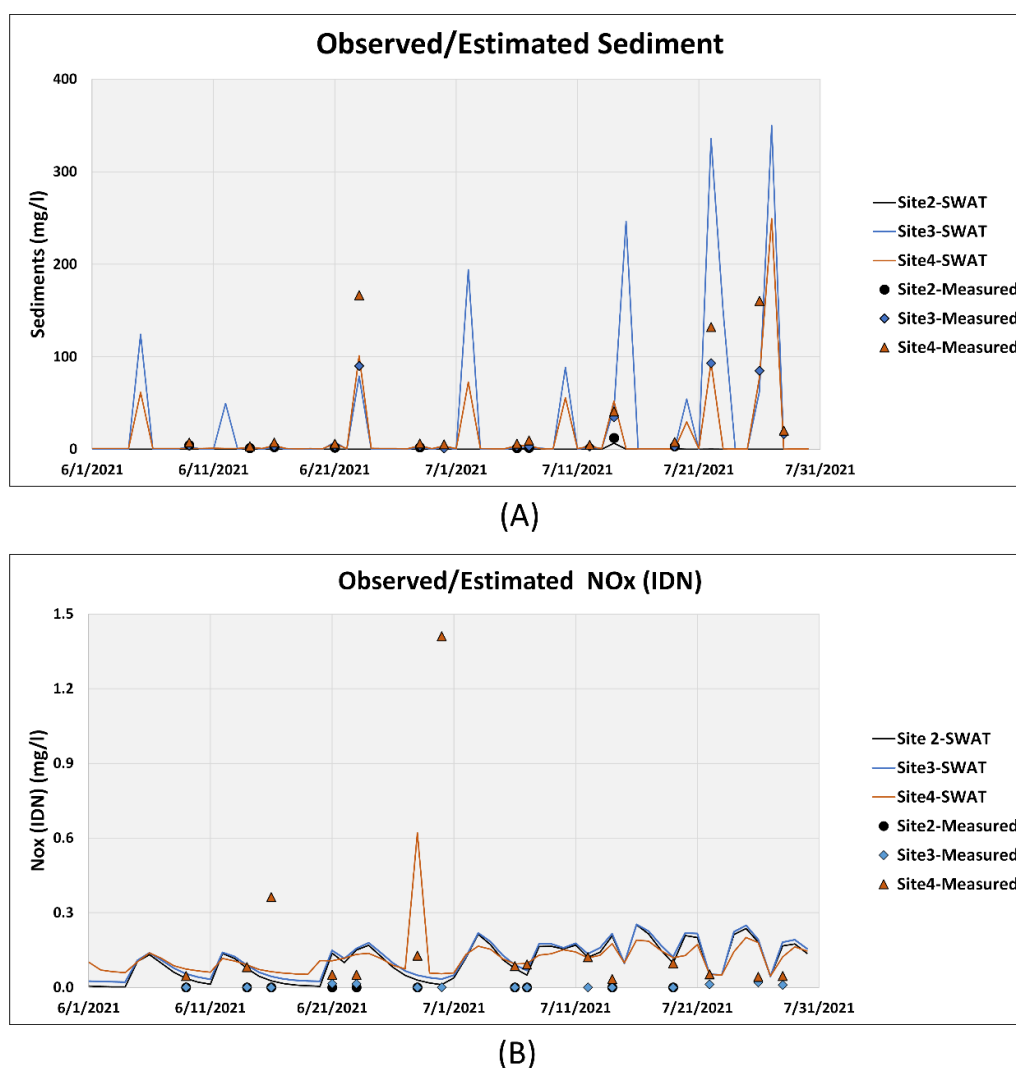 Observed/Estimated Sediment
400
300
200
100
0
Sediments (mg/l)
6/1/2021 6/11/2021 6/21/2021 7/1/2021 7/11/2021 7/21/2021 7/31/2021
Site2-SWAT
Site3-SWAT
Site4-SWAT
Site2-Measured
Site3-Measured
Site4-Measured
(A)
Observed/Estimated NOx (IDN)
1.5
1.2
0.9
0.6
0.3
0.0
Nox (IDN) (mg/l)
6/1/2021 6/11/2021 6/21/2021 7/1/2021 7/11/2021 7/21/2021 7/31/2021
Site 2-SWAT
Site3-SWAT
Site4-SWAT
Site2-Measured
Site3-Measured
Site4-Measured
(B)